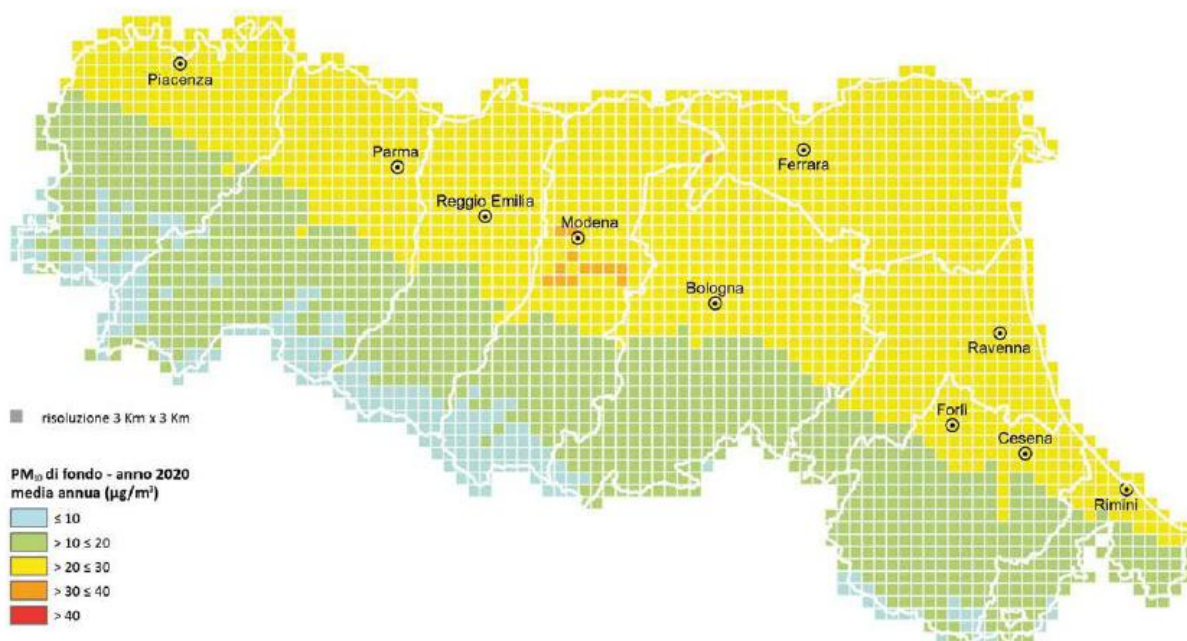 Piacenza
Parma
Ferrara
Reggio Emilia
Modena
Bologna
Ravenna
Forlì
Cesena
Rimini
risoluzione 3 Km x 3 Km
PM₁₀ di fondo - anno 2020
media annua (µg/m³)
≤ 10
> 10 ≤ 20
> 20 ≤ 30
> 30 ≤ 40
> 40